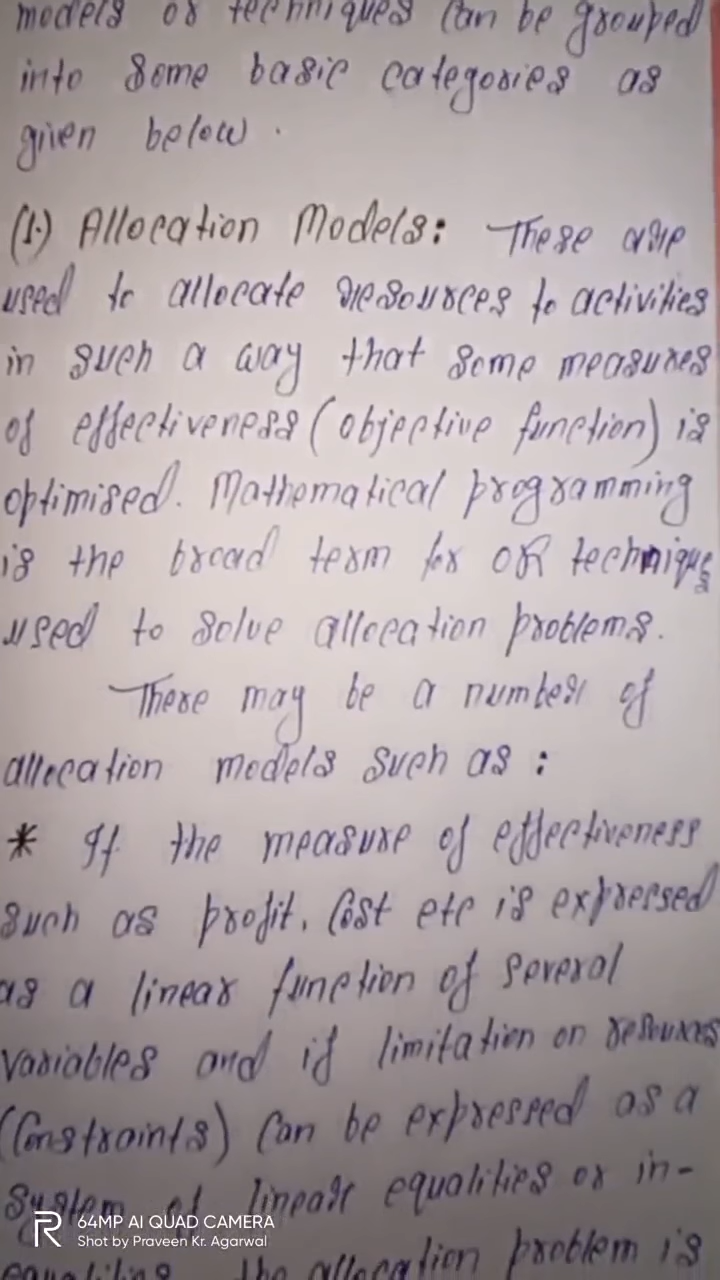 models or techniques can be grouped
into some basic categories as
given below.
(1.) Allocation Models: These are
used to allocate resources to activities
in such a way that some measures
of effectiveness (objective function) is
optimised. Mathematical programming
is the broad term for OR techniques
used to solve allocation problems.
There may be a number of
allocation models such as :
* If the measure of effectiveness
such as profit, Cost etc is expressed
as a linear function of several
variables and if limitation on resources
(Constraints) Can be expressed as a
system of linear equalities or in-
equalities, the allocation problem is
R 64MP AI QUAD CAMERA
Shot by Praveen Kr. Agarwal